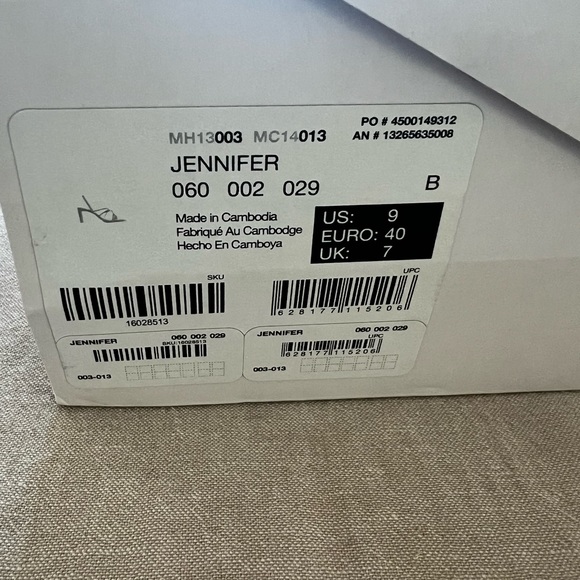 PO # 4500149312
MH13003 MC14013 AN # 13265635008
JENNIFER
060 002 029 B
Made in Cambodia
Fabriqué Au Cambodge
Hecho En Camboya
US: 9
EURO: 40
UK: 7
SKU
16028513
UPC
628177115206
JENNIFER 060 002 029
SKU:16028513
003-013
JENNIFER 060 002 029
UPC
628177115206
003-013